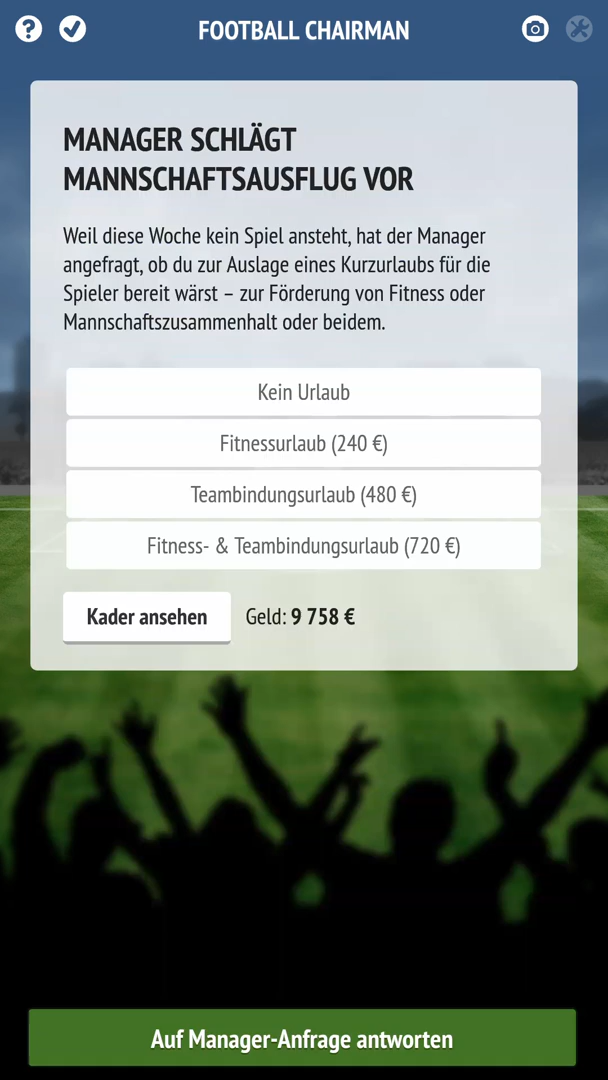 FOOTBALL CHAIRMAN
MANAGER SCHLÄGT
MANNSCHAFTSAUSFLUG VOR
Weil diese Woche kein Spiel ansteht, hat der Manager
angefragt, ob du zur Auslage eines Kurzurlaubs für die
Spieler bereit wärst – zur Förderung von Fitness oder
Mannschaftszusammenhalt oder beidem.
Kein Urlaub
Fitnessurlaub (240 €)
Teambindungsurlaub (480 €)
Fitness- & Teambindungsurlaub (720 €)
Kader ansehen Geld: 9 758 €
Auf Manager-Anfrage antworten